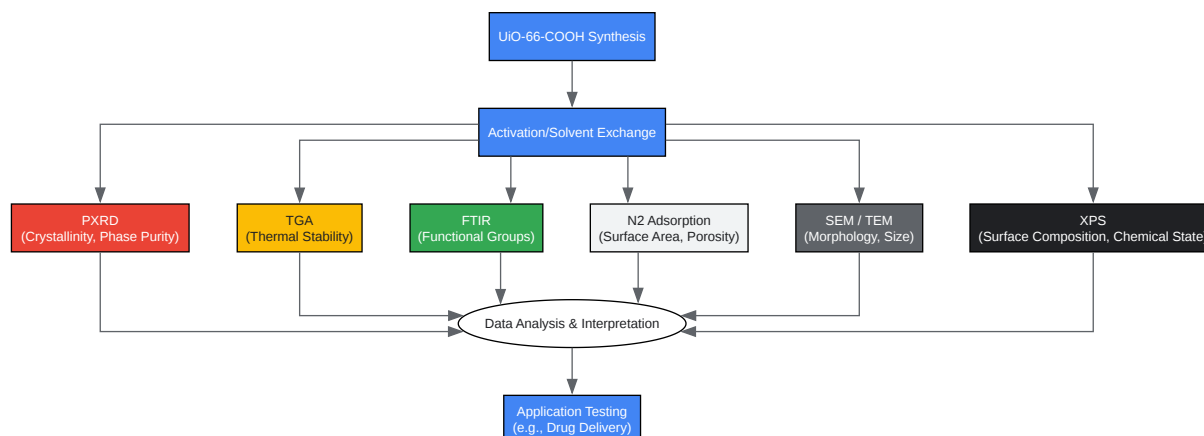 UiO-66-COOH Synthesis
Activation/Solvent Exchange
PXRD
(Crystallinity, Phase Purity)
TGA
(Thermal Stability)
FTIR
(Functional Groups)
N2 Adsorption
(Surface Area, Porosity)
SEM / TEM
(Morphology, Size)
XPS
(Surface Composition, Chemical State)
Data Analysis & Interpretation
Application Testing
(e.g., Drug Delivery)